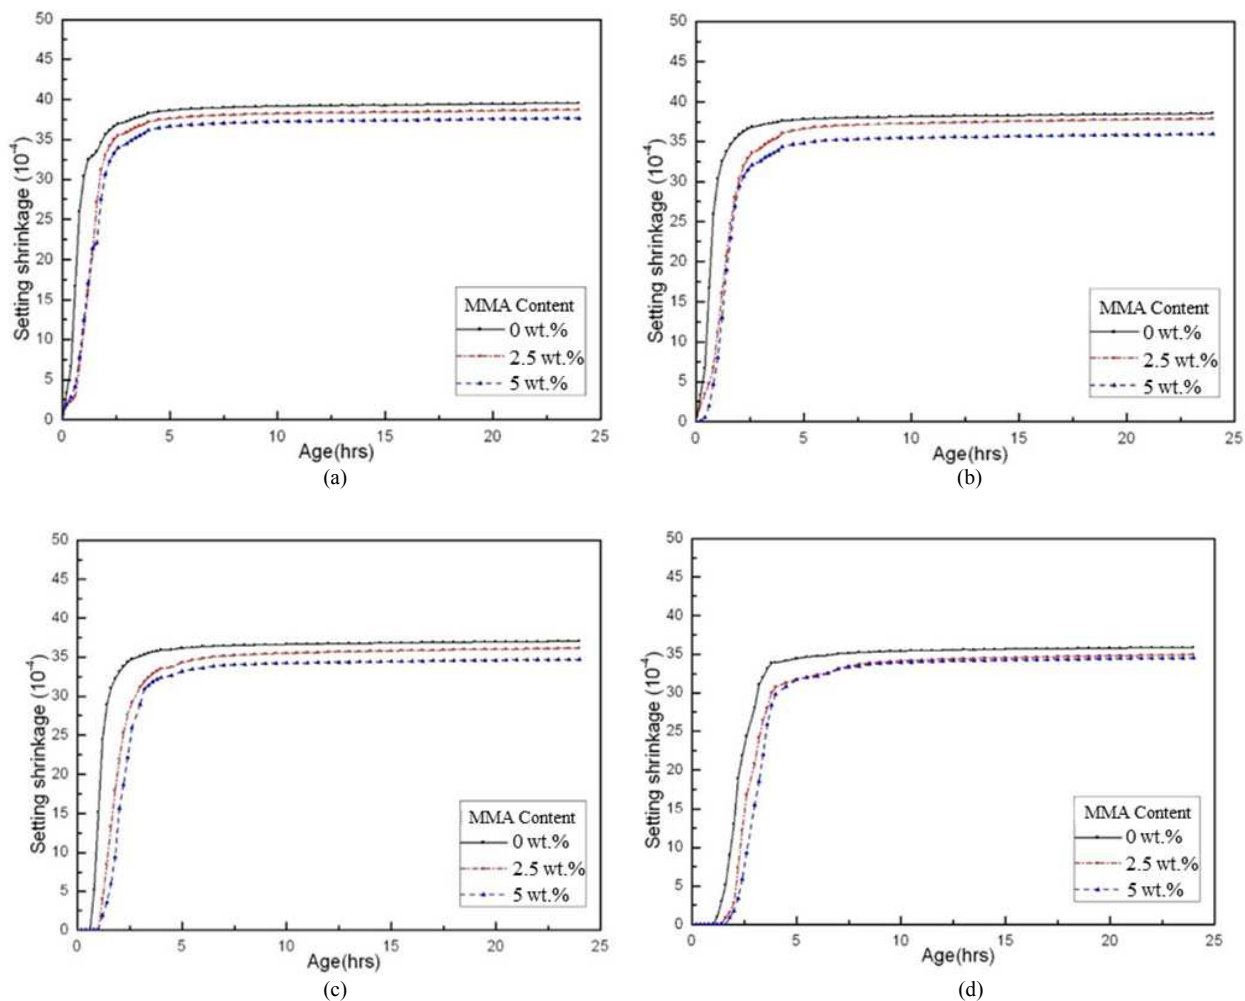 50
45
40
35
30
25
20
15
10
5
0
Setting shrinkage (10⁻⁴)
MMA Content
0 wt.%
2.5 wt.%
5 wt.%
0 5 10 15 20 25
Age(hrs)
(a)
50
45
40
35
30
25
20
15
10
5
0
Setting shrinkage (10⁻⁴)
MMA Content
0 wt.%
2.5 wt.%
5 wt.%
0 5 10 15 20 25
Age(hrs)
(b)
50
45
40
35
30
25
20
15
10
5
0
Setting shrinkage (10⁻⁴)
MMA Content
0 wt.%
2.5 wt.%
5 wt.%
0 5 10 15 20 25
Age(hrs)
(c)
50
45
40
35
30
25
20
15
10
5
0
Setting shrinkage (10⁻⁴)
MMA Content
0 wt.%
2.5 wt.%
5 wt.%
0 5 10 15 20 25
Age(hrs)
(d)